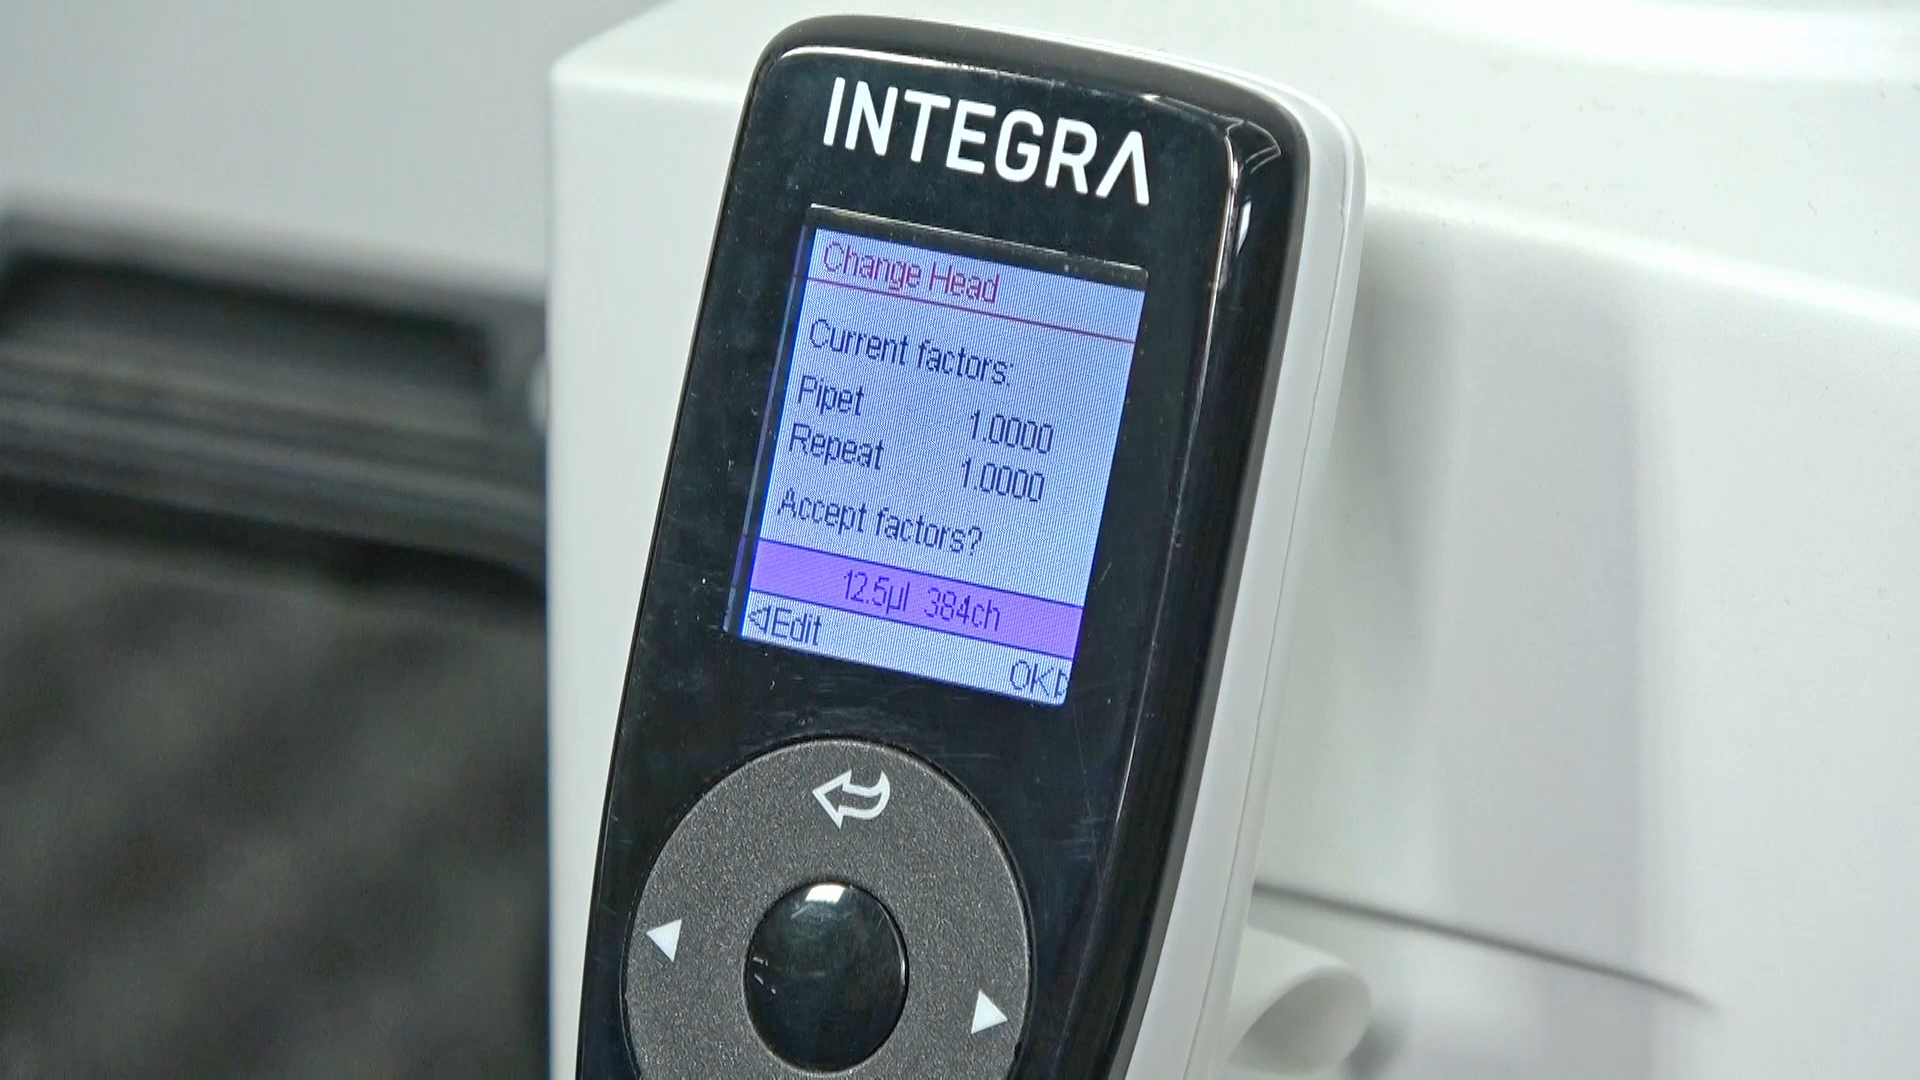 INTEGRA
Change Head
Current factors:
Pipet 1.0000
Repeat 1.0000
Accept factors?
12.5µl 384ch
◁Edit
OK▷